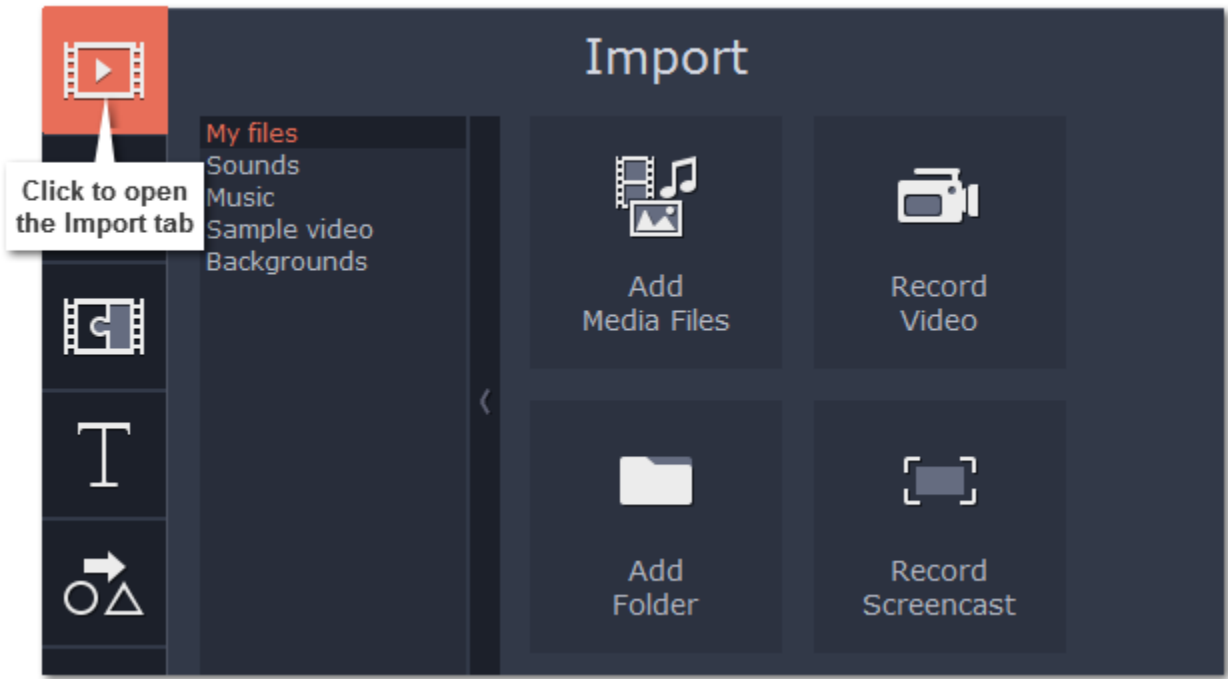 Import
Click to open
the Import tab
My files
Sounds
Music
Sample video
Backgrounds
Add
Media Files
Record
Video
T
Add
Folder
Record
Screencast